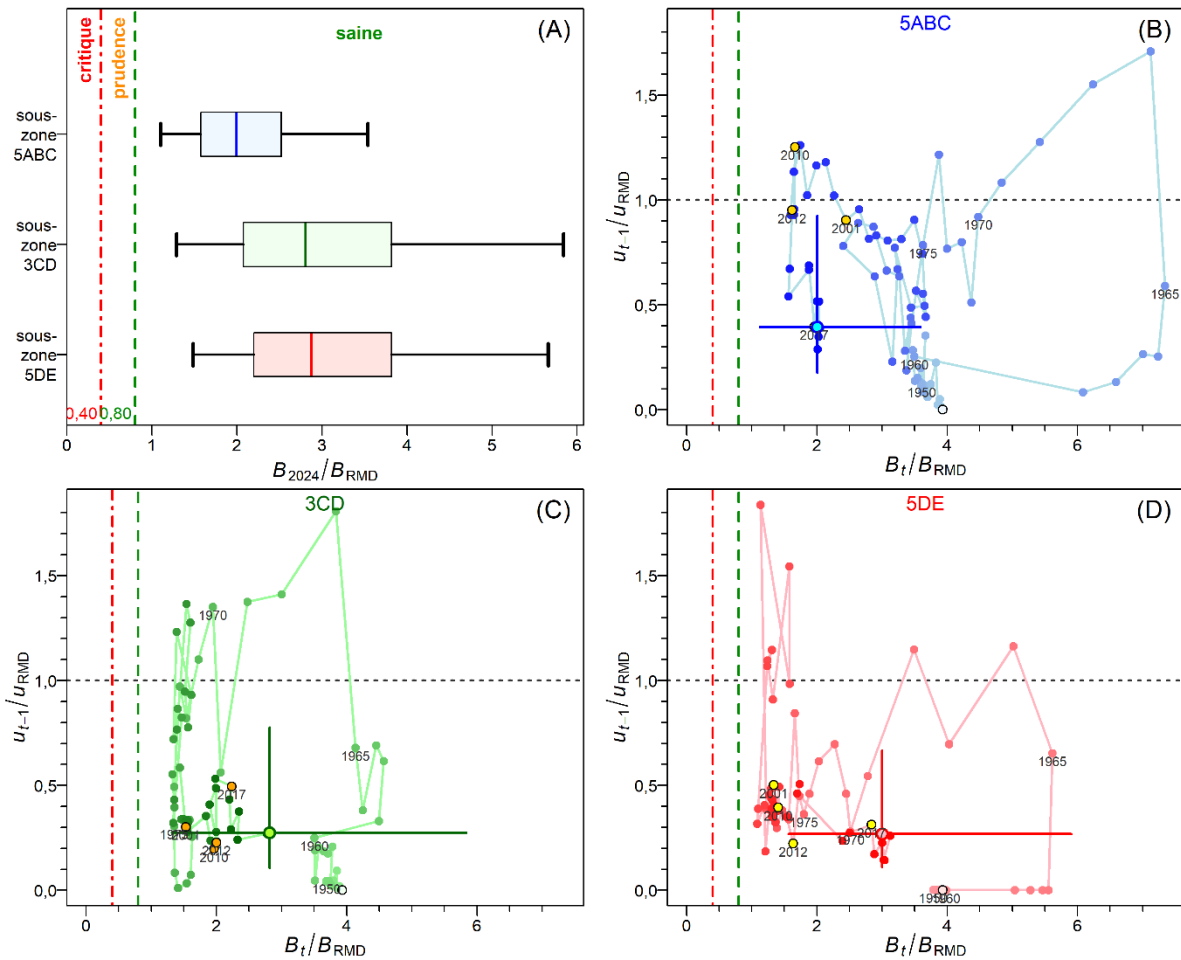 (A)
critique
prudence
saine
sous-
zone
5ABC
sous-
zone
3CD
sous-
zone
5DE
0,40 0,80
0 1 2 3 4 5 6
B2024/BRMD
5ABC
(B)
1,5
1,0
0,5
0,0
ut−1/uRMD
2010
2012
2001
1975
1970
1965
1960
1950
0 2 4 6
Bt/BRMD
3CD
(C)
1,5
1,0
0,5
0,0
ut−1/uRMD
1970
1965
2017
2001
2012
2010
1960
1950
0 2 4 6
Bt/BRMD
5DE
(D)
1,5
1,0
0,5
0,0
ut−1/uRMD
1965
2001
2010
1975
2012
1970
1960
0 2 4 6
Bt/BRMD